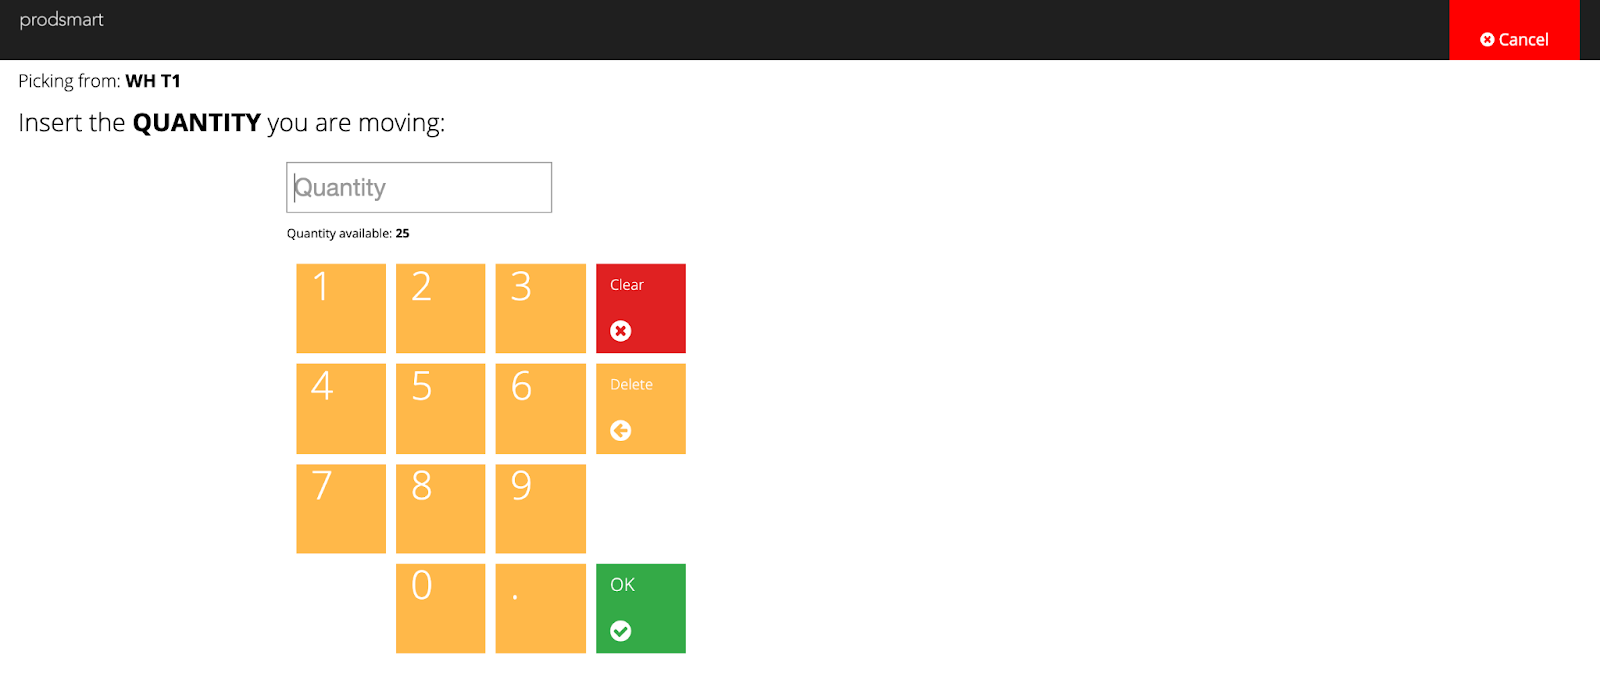 prodsmart
Cancel
Picking from: WH T1
Insert the QUANTITY you are moving:
Quantity
Quantity available: 25
1 2 3 Clear
4 5 6 Delete
7 8 9
0 . OK